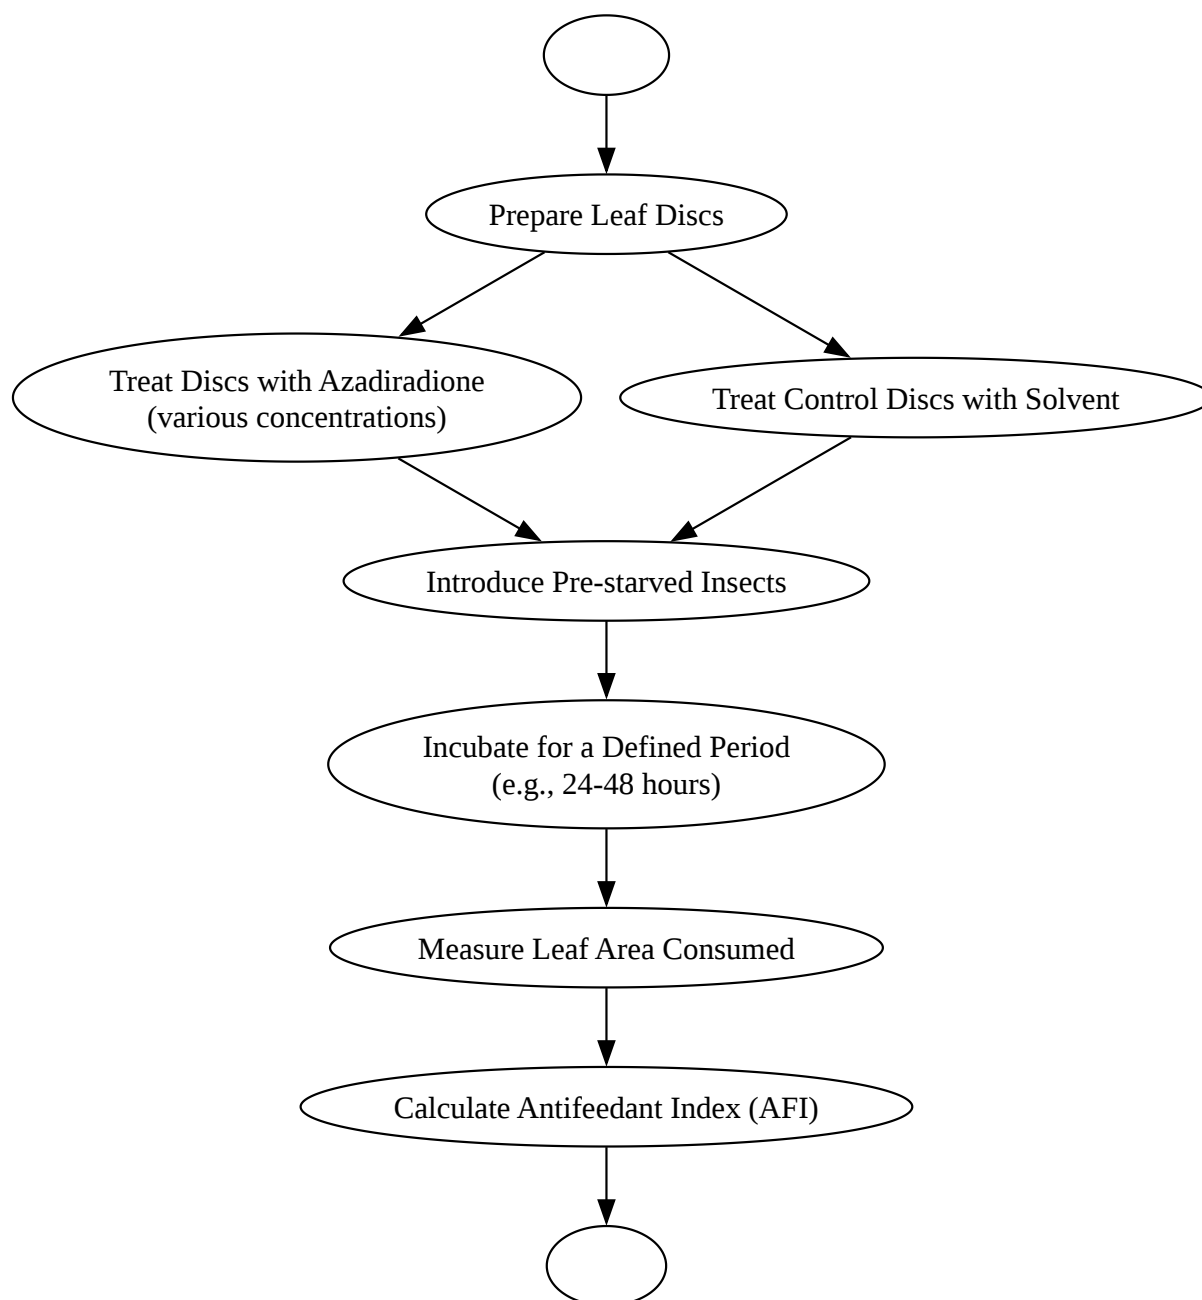 Prepare Leaf Discs
Treat Discs with Azadiradione
(various concentrations)
Treat Control Discs with Solvent
Introduce Pre-starved Insects
Incubate for a Defined Period
(e.g., 24-48 hours)
Measure Leaf Area Consumed
Calculate Antifeedant Index (AFI)